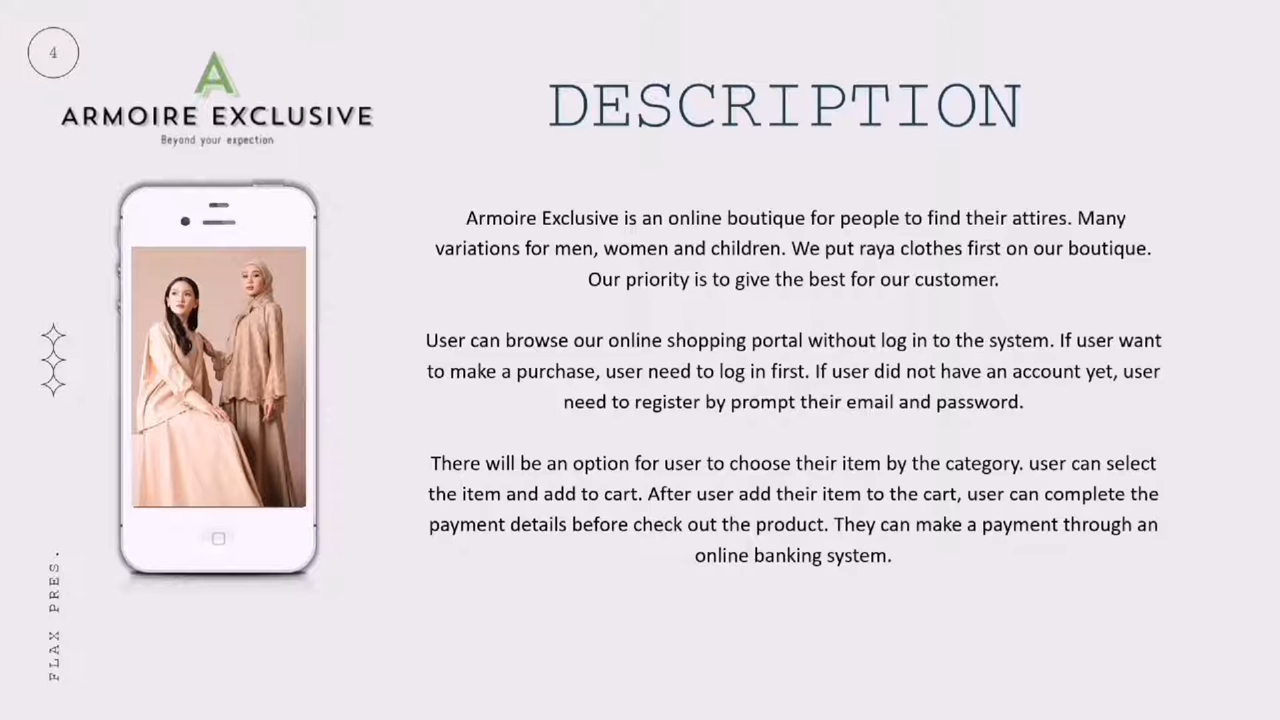 4
A
ARMOIRE EXCLUSIVE
Beyond your expection
DESCRIPTION
Armoire Exclusive is an online boutique for people to find their attires. Many
variations for men, women and children. We put raya clothes first on our boutique.
Our priority is to give the best for our customer.
User can browse our online shopping portal without log in to the system. If user want
to make a purchase, user need to log in first. If user did not have an account yet, user
need to register by prompt their email and password.
There will be an option for user to choose their item by the category. user can select
the item and add to cart. After user add their item to the cart, user can complete the
payment details before check out the product. They can make a payment through an
online banking system.
FLAX PRES.